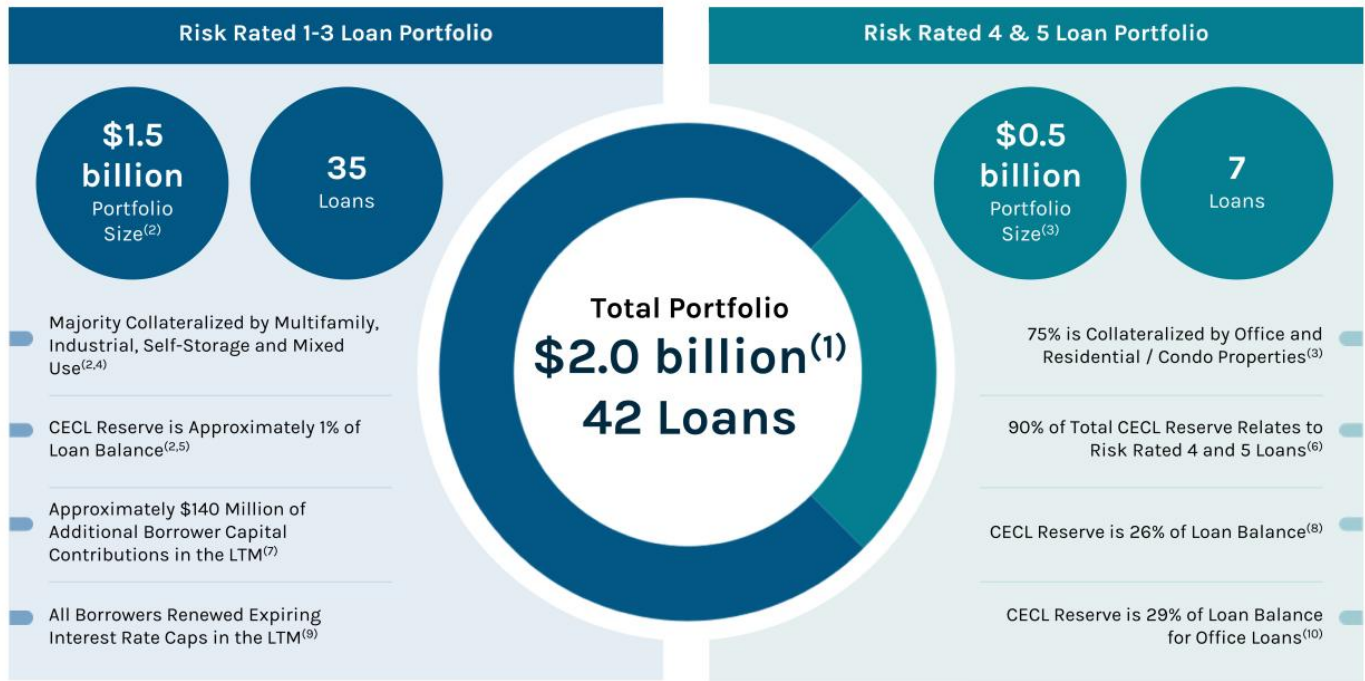 Risk Rated 1-3 Loan Portfolio
$1.5
billion
Portfolio
Size(2)
35
Loans
Majority Collateralized by Multifamily,
Industrial, Self-Storage and Mixed
Use(2,4)
CECL Reserve is Approximately 1% of
Loan Balance(2,5)
Approximately $140 Million of
Additional Borrower Capital
Contributions in the LTM(7)
All Borrowers Renewed Expiring
Interest Rate Caps in the LTM(9)
Total Portfolio
$2.0 billion(1)
42 Loans
Risk Rated 4 & 5 Loan Portfolio
$0.5
billion
Portfolio
Size(3)
7
Loans
75% is Collateralized by Office and
Residential / Condo Properties(3)
90% of Total CECL Reserve Relates to
Risk Rated 4 and 5 Loans(6)
CECL Reserve is 26% of Loan Balance(8)
CECL Reserve is 29% of Loan Balance
for Office Loans(10)